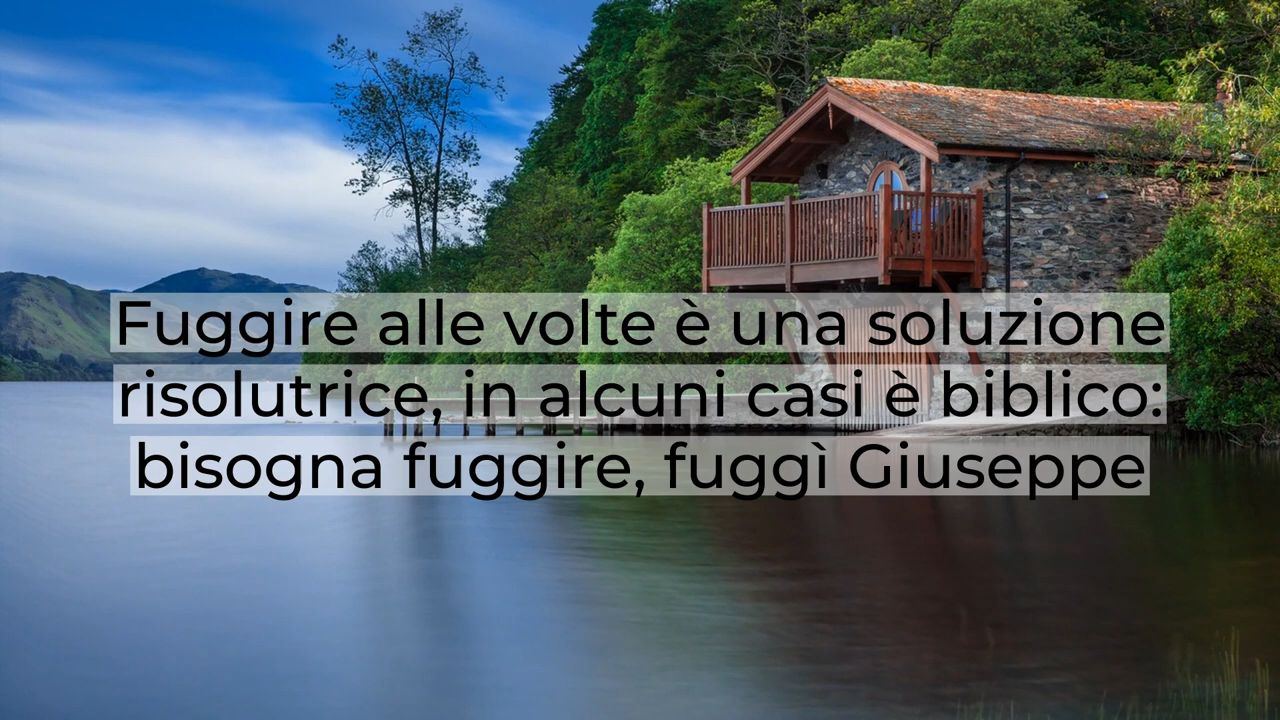 Fuggire alle volte è una soluzione
risolutrice, in alcuni casi è biblico:
bisogna fuggire, fuggì Giuseppe